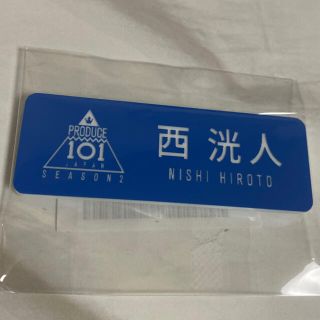 PRODUCE
101
JAPAN
SEASON2
西洸人
NISHI HIROTO